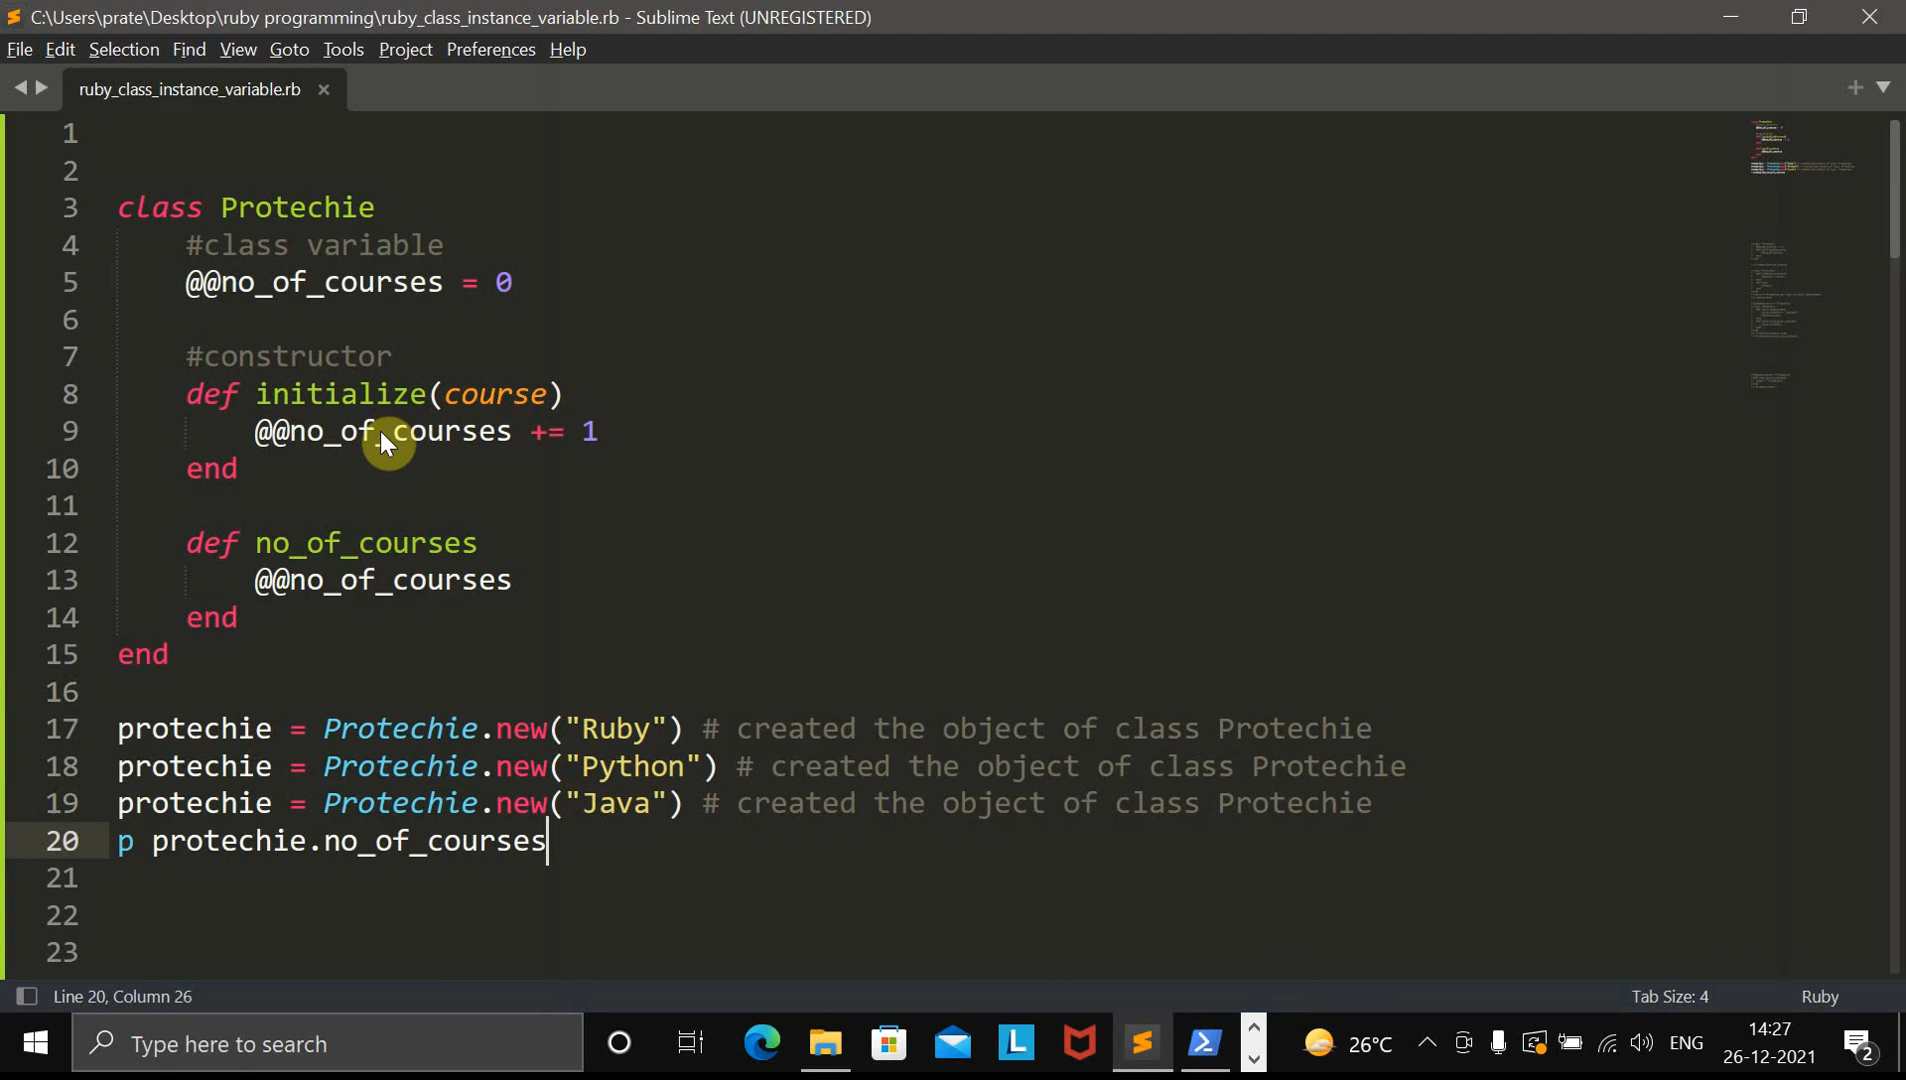 C:\Users\prate\Desktop\ruby programming\ruby_class_instance_variable.rb - Sublime Text (UNREGISTERED)
File Edit Selection Find View Goto Tools Project Preferences Help
ruby_class_instance_variable.rb
1
2
3 class Protechie
4 #class variable
5 @@no_of_courses = 0
6
7 #constructor
8 def initialize(course)
9 @@no_of_courses += 1
10 end
11
12 def no_of_courses
13 @@no_of_courses
14 end
15 end
16
17 protechie = Protechie.new("Ruby") # created the object of class Protechie
18 protechie = Protechie.new("Python") # created the object of class Protechie
19 protechie = Protechie.new("Java") # created the object of class Protechie
20 p protechie.no_of_courses
21
22
23
Line 20, Column 26 Tab Size: 4 Ruby
Type here to search 26°C ENG 14:27
26-12-2021 2